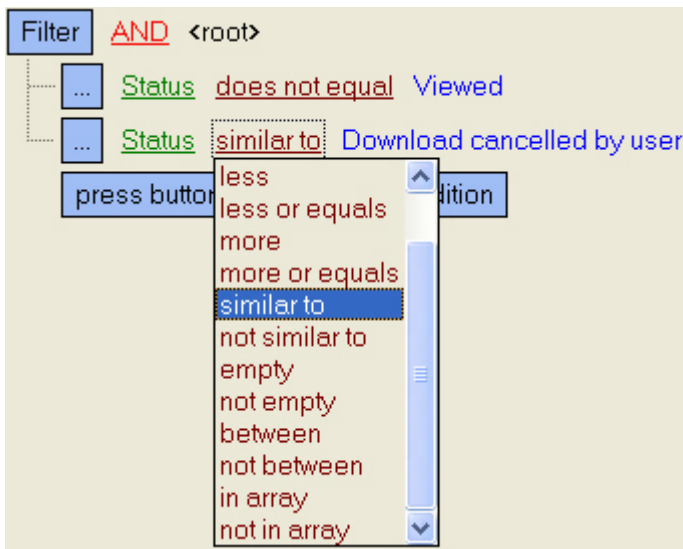 Filter AND <root>
... Status does not equal Viewed
... Status similar to Download cancelled by user
press button dition
less
less or equals
more
more or equals
similar to
not similar to
empty
not empty
between
not between
in array
not in array